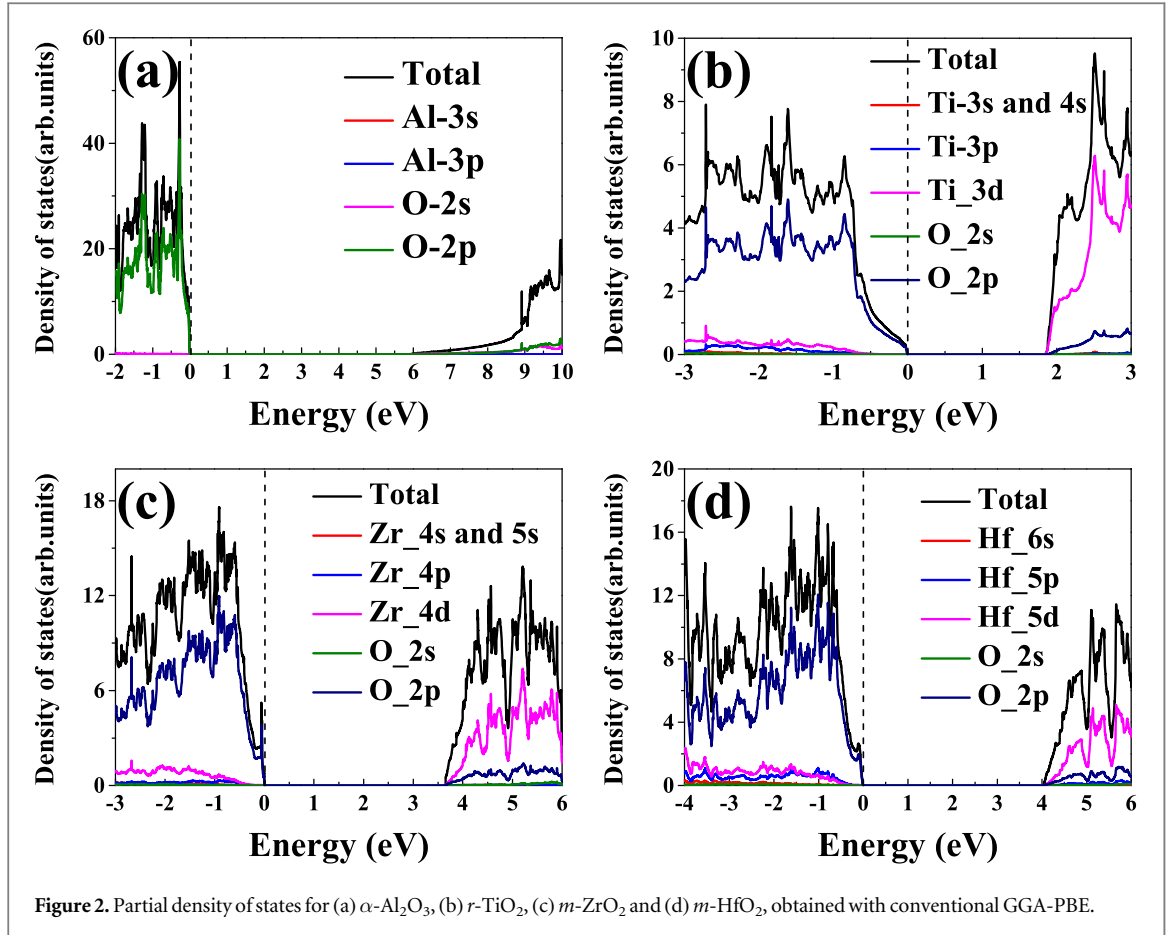 (a)
Density of states(arb.units)
60
40
20
0
Total
Al-3s
Al-3p
O-2s
O-2p
-2 -1 0 1 2 3 4 5 6 7 8 9 10
Energy (eV)
(b)
Density of states(arb.units)
10
8
6
4
2
0
Total
Ti-3s and 4s
Ti-3p
Ti_3d
O_2s
O_2p
-3 -2 -1 0 1 2 3
Energy (eV)
(c)
Density of states(arb.units)
18
12
6
0
Total
Zr_4s and 5s
Zr_4p
Zr_4d
O_2s
O_2p
-3 -2 -1 0 1 2 3 4 5 6
Energy (eV)
(d)
Density of states(arb.units)
20
16
12
8
4
0
Total
Hf_6s
Hf_5p
Hf_5d
O_2s
O_2p
-4 -3 -2 -1 0 1 2 3 4 5 6
Energy (eV)
Figure 2. Partial density of states for (a) α-Al₂O₃, (b) r-TiO₂, (c) m-ZrO₂ and (d) m-HfO₂, obtained with conventional GGA-PBE.